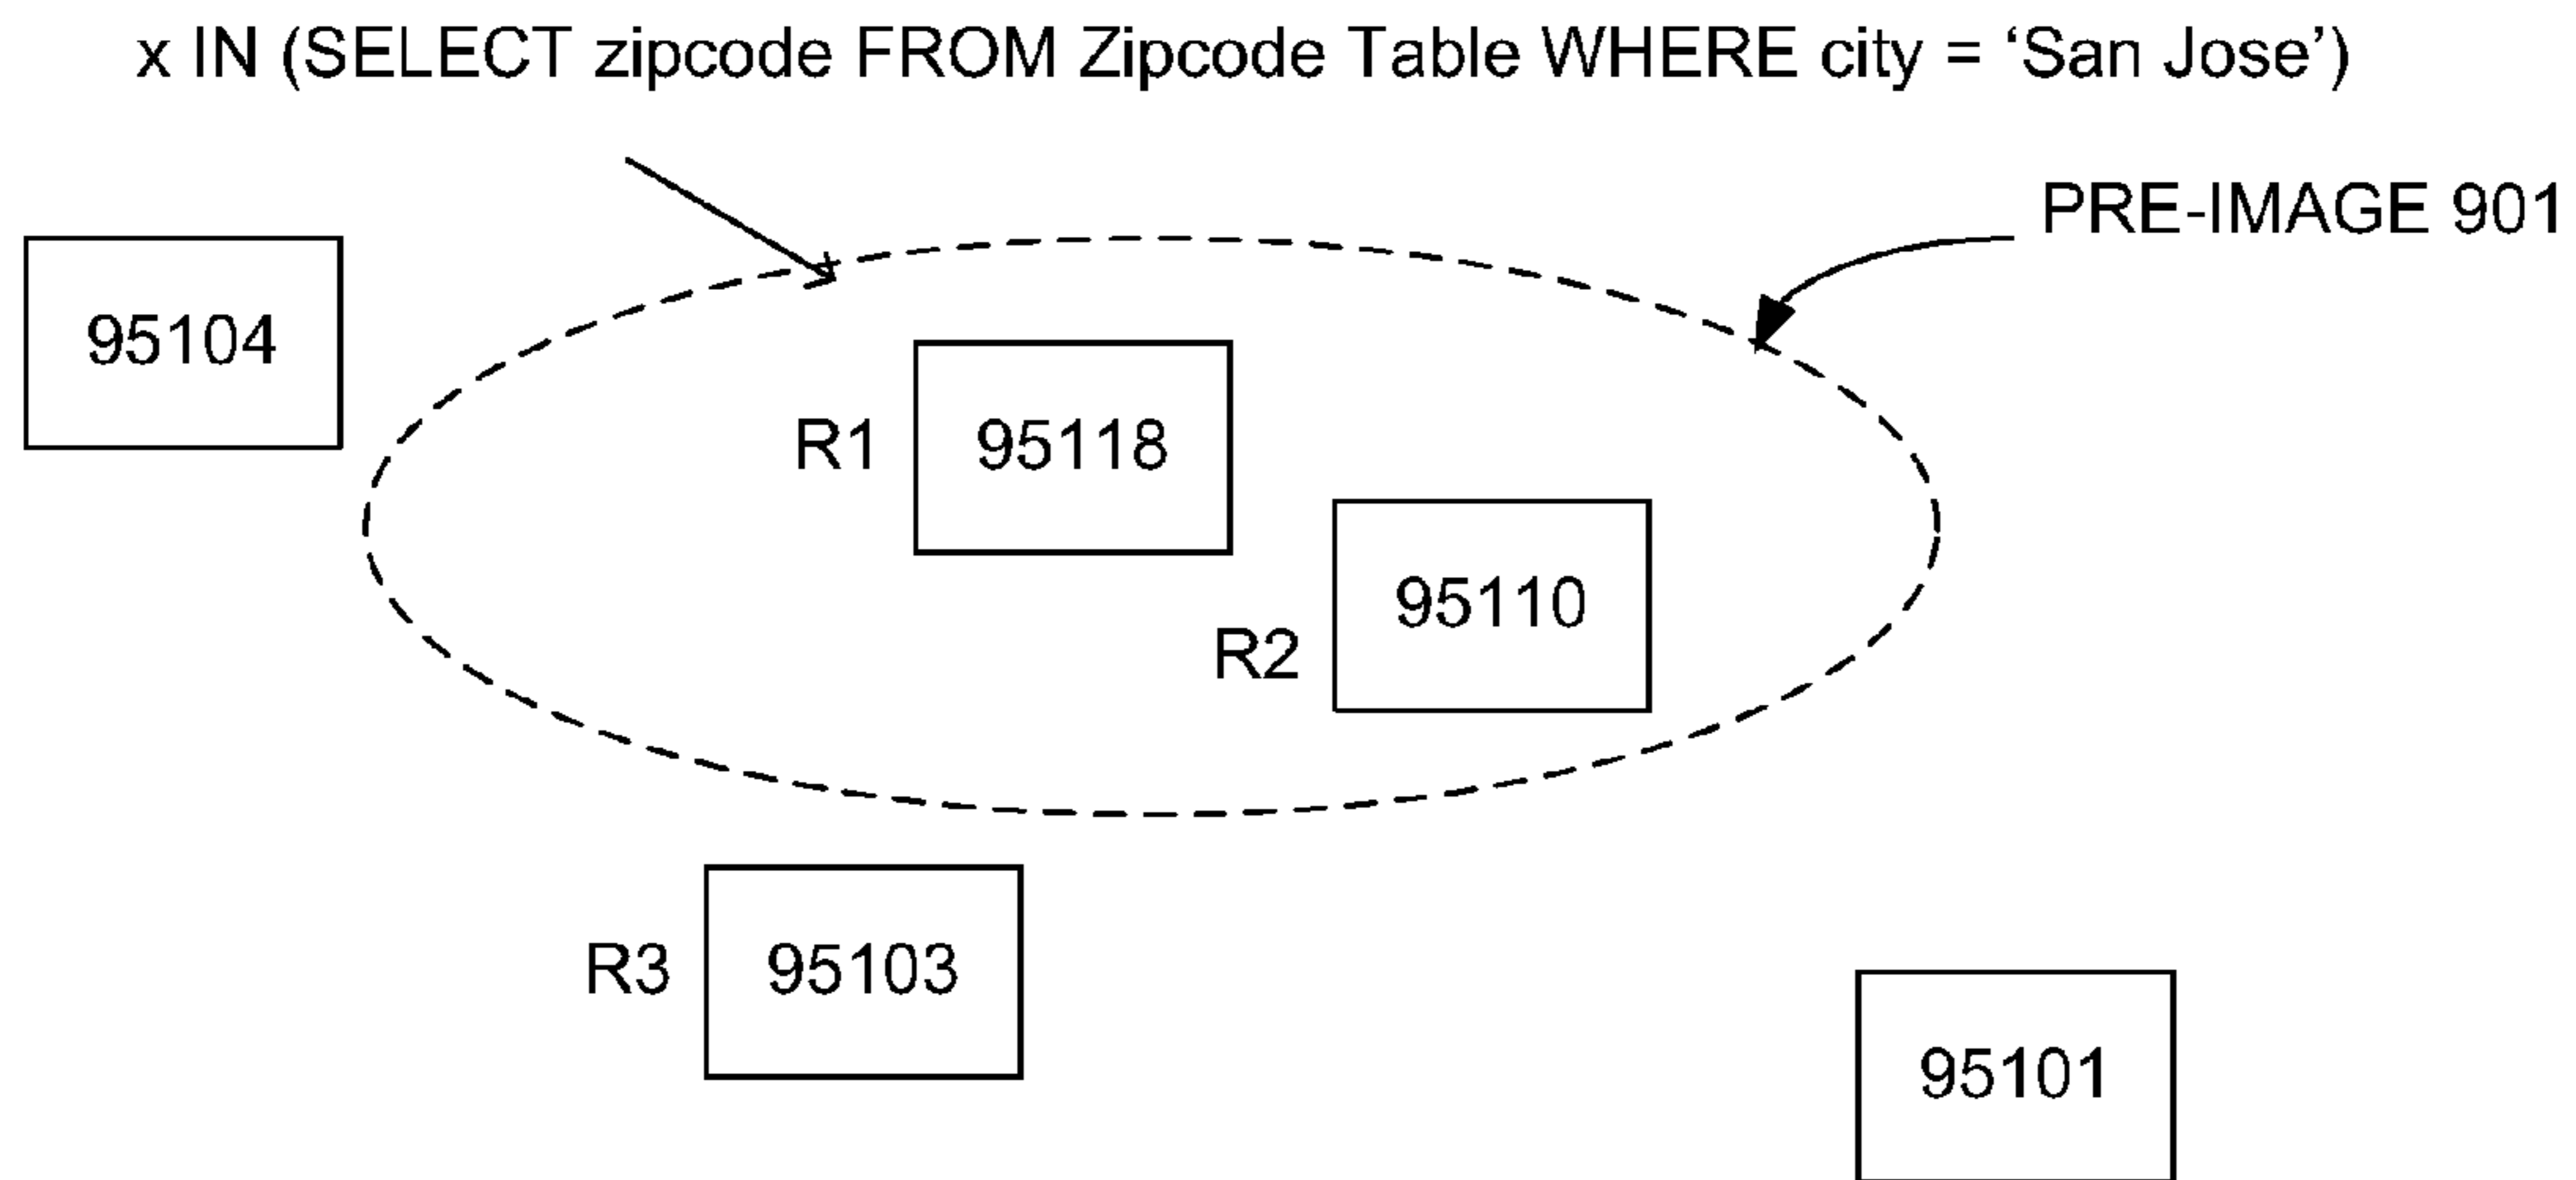 x IN (SELECT zipcode FROM Zipcode Table WHERE city = ‘San Jose’)
PRE-IMAGE 901
95104
R1 95118
R2 95110
R3 95103
95101